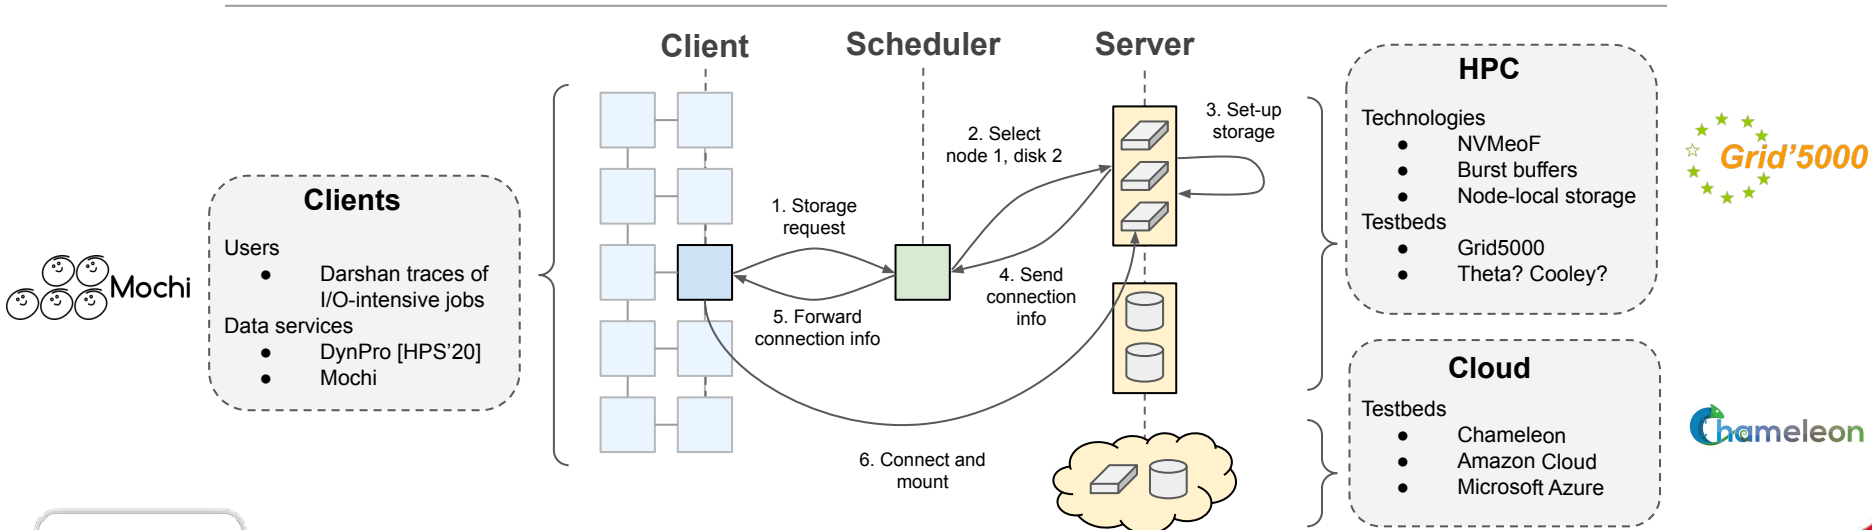 Client
Scheduler
Server
Mochi
Clients
Users
● Darshan traces of
I/O-intensive jobs
Data services
● DynPro [HPS'20]
● Mochi
1. Storage
request
2. Select
node 1, disk 2
3. Set-up
storage
4. Send
connection
info
5. Forward
connection info
6. Connect and
mount
HPC
Technologies
● NVMeoF
● Burst buffers
● Node-local storage
Testbeds
● Grid5000
● Theta? Cooley?
Cloud
Testbeds
● Chameleon
● Amazon Cloud
● Microsoft Azure
Grid'5000
Chameleon